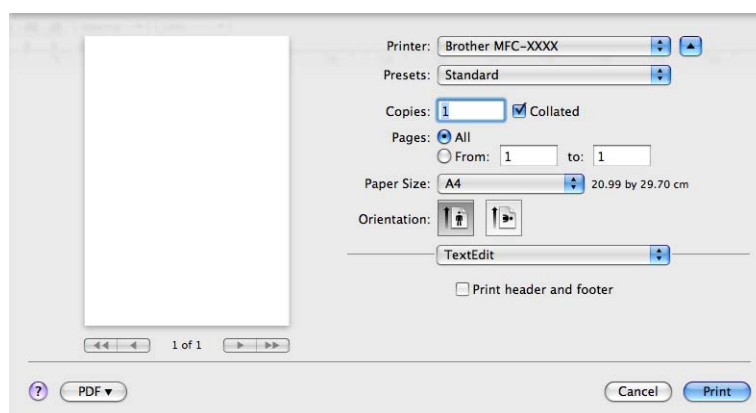 Printer: Brother MFC-XXXX
Presets: Standard
Copies: 1 Collated
Pages: All
From: 1 to: 1
Paper Size: A4 20.99 by 29.70 cm
Orientation:
TextEdit
Print header and footer
1 of 1
? PDF Cancel Print